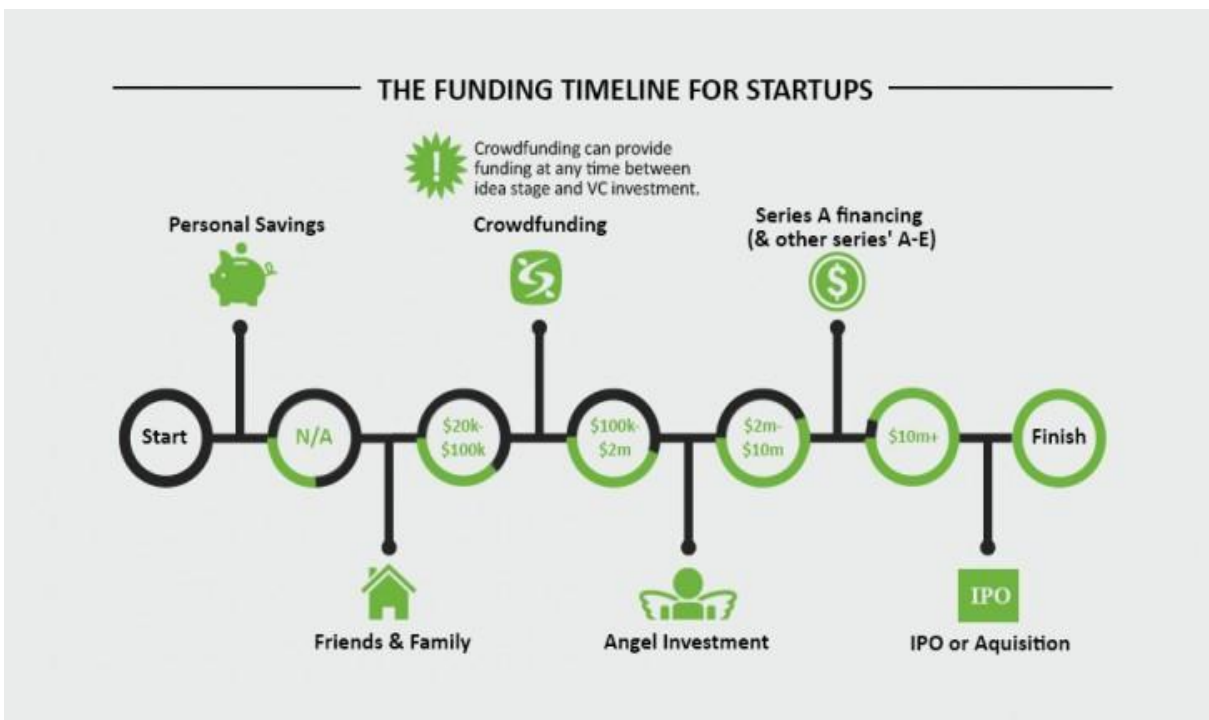 THE FUNDING TIMELINE FOR STARTUPS
!
Crowdfunding can provide
funding at any time between
idea stage and VC investment.
Personal Savings
Crowdfunding
Series A financing
(& other series' A-E)
$
Start
N/A
$20k-
$100k
$100k-
$2m
$2m-
$10m
$10m+
Finish
IPO
Friends & Family
Angel Investment
IPO or Aquisition